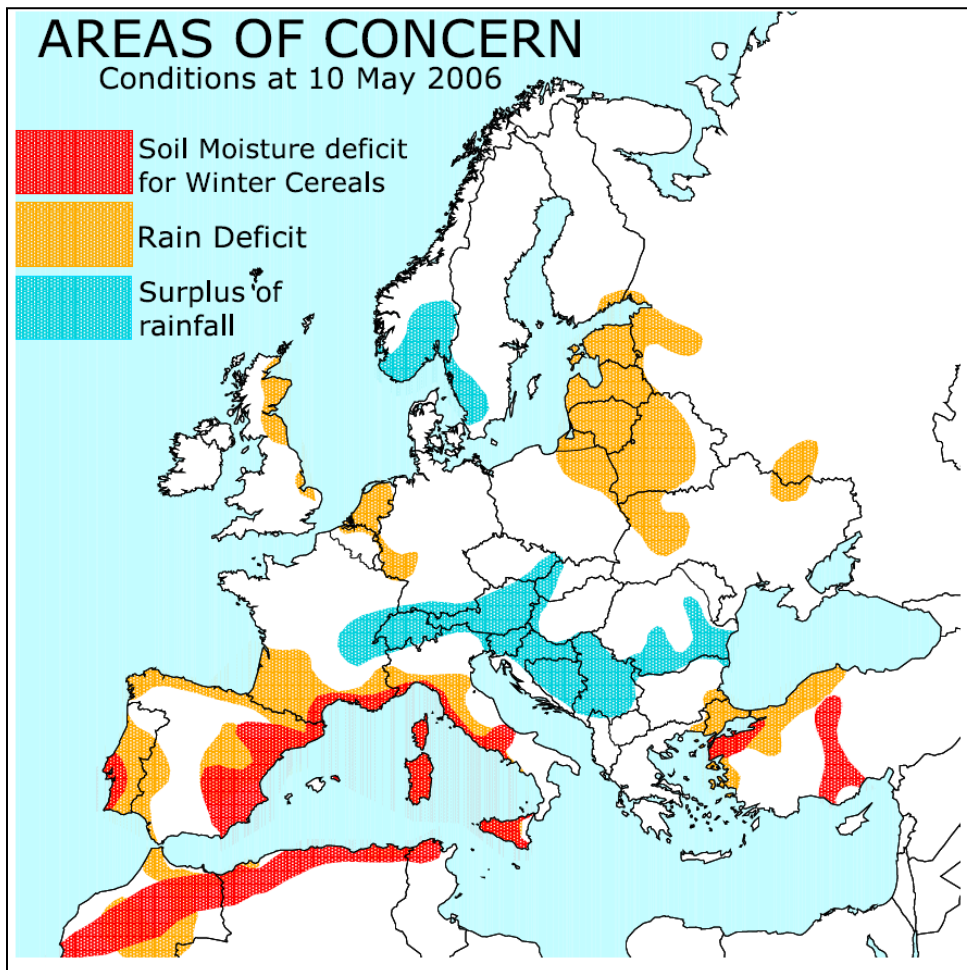 AREAS OF CONCERN
Conditions at 10 May 2006
Soil Moisture deficit
for Winter Cereals
Rain Deficit
Surplus of
rainfall